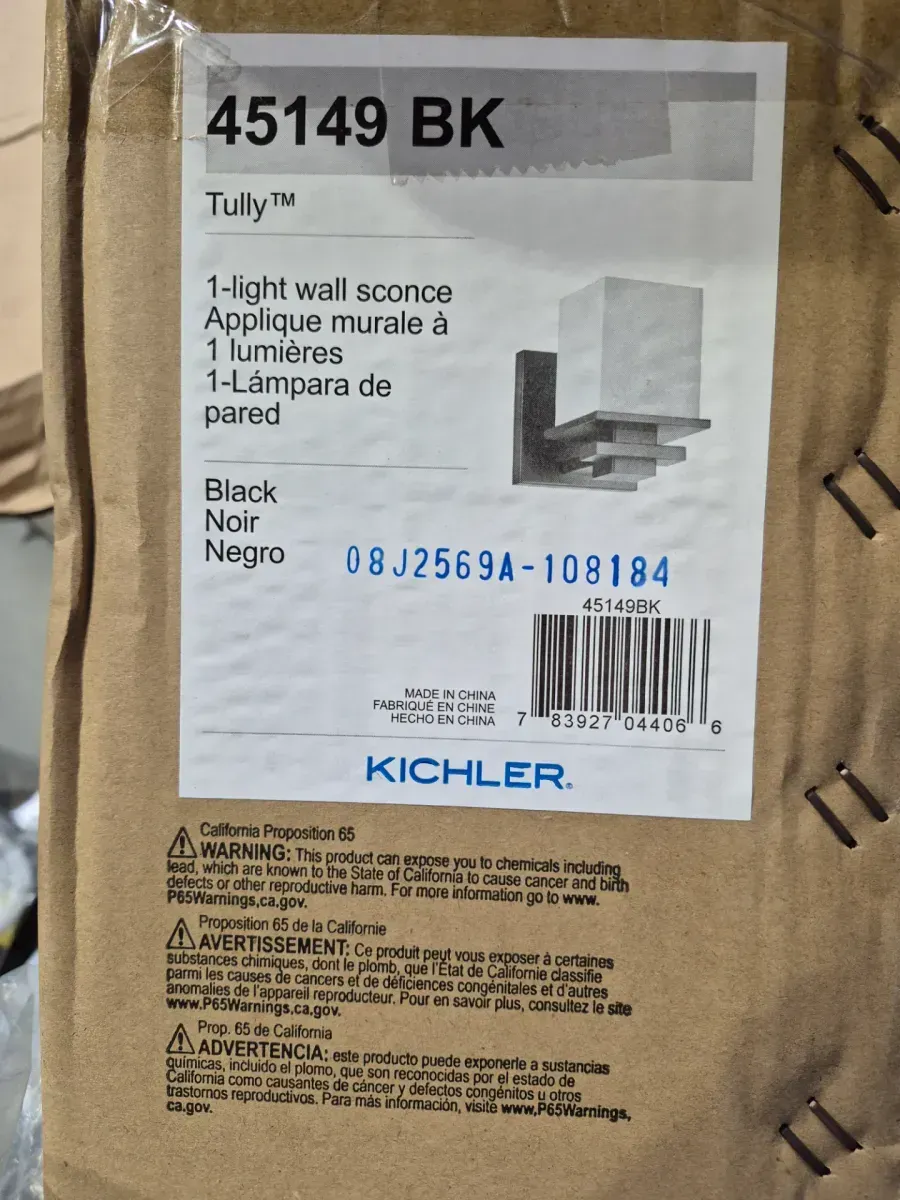 45149 BK
Tully™
1-light wall sconce
Applique murale à
1 lumières
1-Lámpara de
pared
Black
Noir
Negro
08J2569A-108184
45149BK
MADE IN CHINA
FABRIQUÉ EN CHINE
HECHO EN CHINA
7 83927 04406 6
KICHLER®
California Proposition 65
WARNING: This product can expose you to chemicals including
lead, which are known to the State of California to cause cancer and birth
defects or other reproductive harm. For more information go to www.
P65Warnings,ca.gov.
Proposition 65 de la Californie
AVERTISSEMENT: Ce produit peut vous exposer à certaines
substances chimiques, dont le plomb, que l'État de Californie classifie
parmi les causes de cancers et de déficiences congénitales et d'autres
anomalies de l'appareil reproducteur. Pour en savoir plus, consultez le site
www.P65Warnings,ca.gov.
Prop. 65 de California
ADVERTENCIA: este producto puede exponerle a sustancias
químicas, incluido el plomo, que son reconocidas por el estado de
California como causantes de cáncer y defectos congénitos u otros
trastornos reproductivos. Para más información, visite www,P65Warnings,
ca.gov.